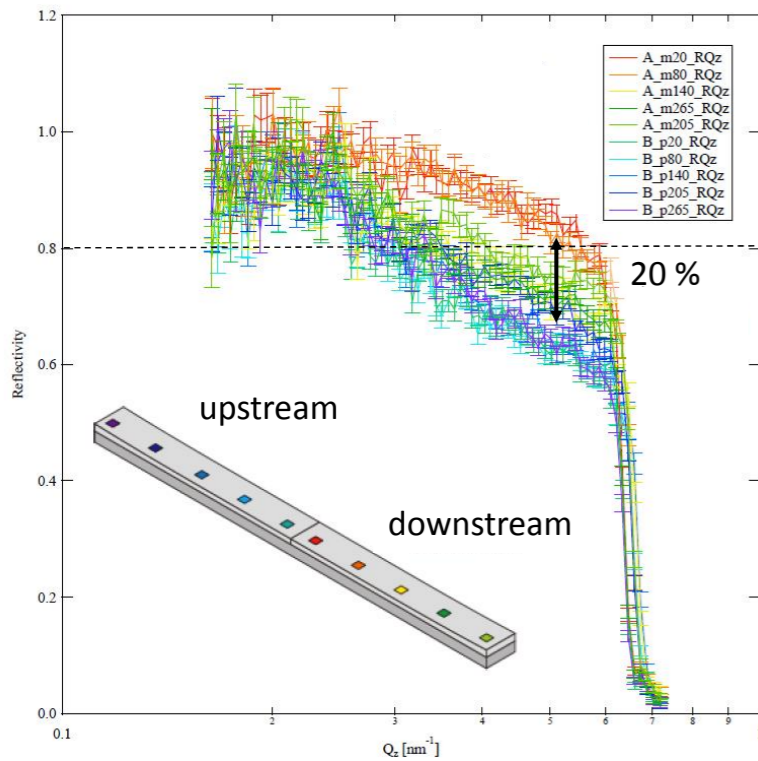 1.2
1.0
0.8
0.6
0.4
0.2
0.0
Reflectivity
A_m20_RQz
A_m80_RQz
A_m140_RQz
A_m265_RQz
A_m205_RQz
B_p20_RQz
B_p80_RQz
B_p140_RQz
B_p205_RQz
B_p265_RQz
20 %
upstream
downstream
0.1
2
3
4
5
6
7
8
9
Qz [nm⁻¹]